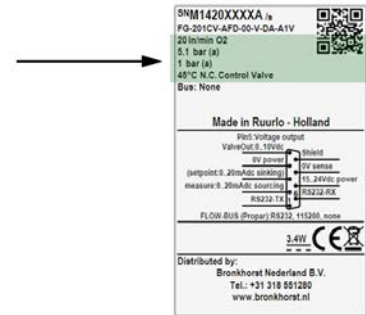 SNM1420XXXXA /a
FG-201CV-AFD-00-V-DA-A1V
20 ln/min O2
5.1 bar (a)
1 bar (a)
45°C N.C. Control Valve
Bus: None
Made in Ruurlo - Holland
Pin5:Voltage output
ValveOut:0..10Vdc
Shield
0V power
0V sense
(setpoint:0..20mAdc sinking)
15..24Vdc power
measure:0..20mAdc sourcing
RS232-RX
RS232-TX
FLOW-BUS (Propar):RS232, 115200, none
3.4W CE
Distributed by:
Bronkhorst Nederland B.V.
Tel.: +31 318 551280
www.bronkhorst.nl